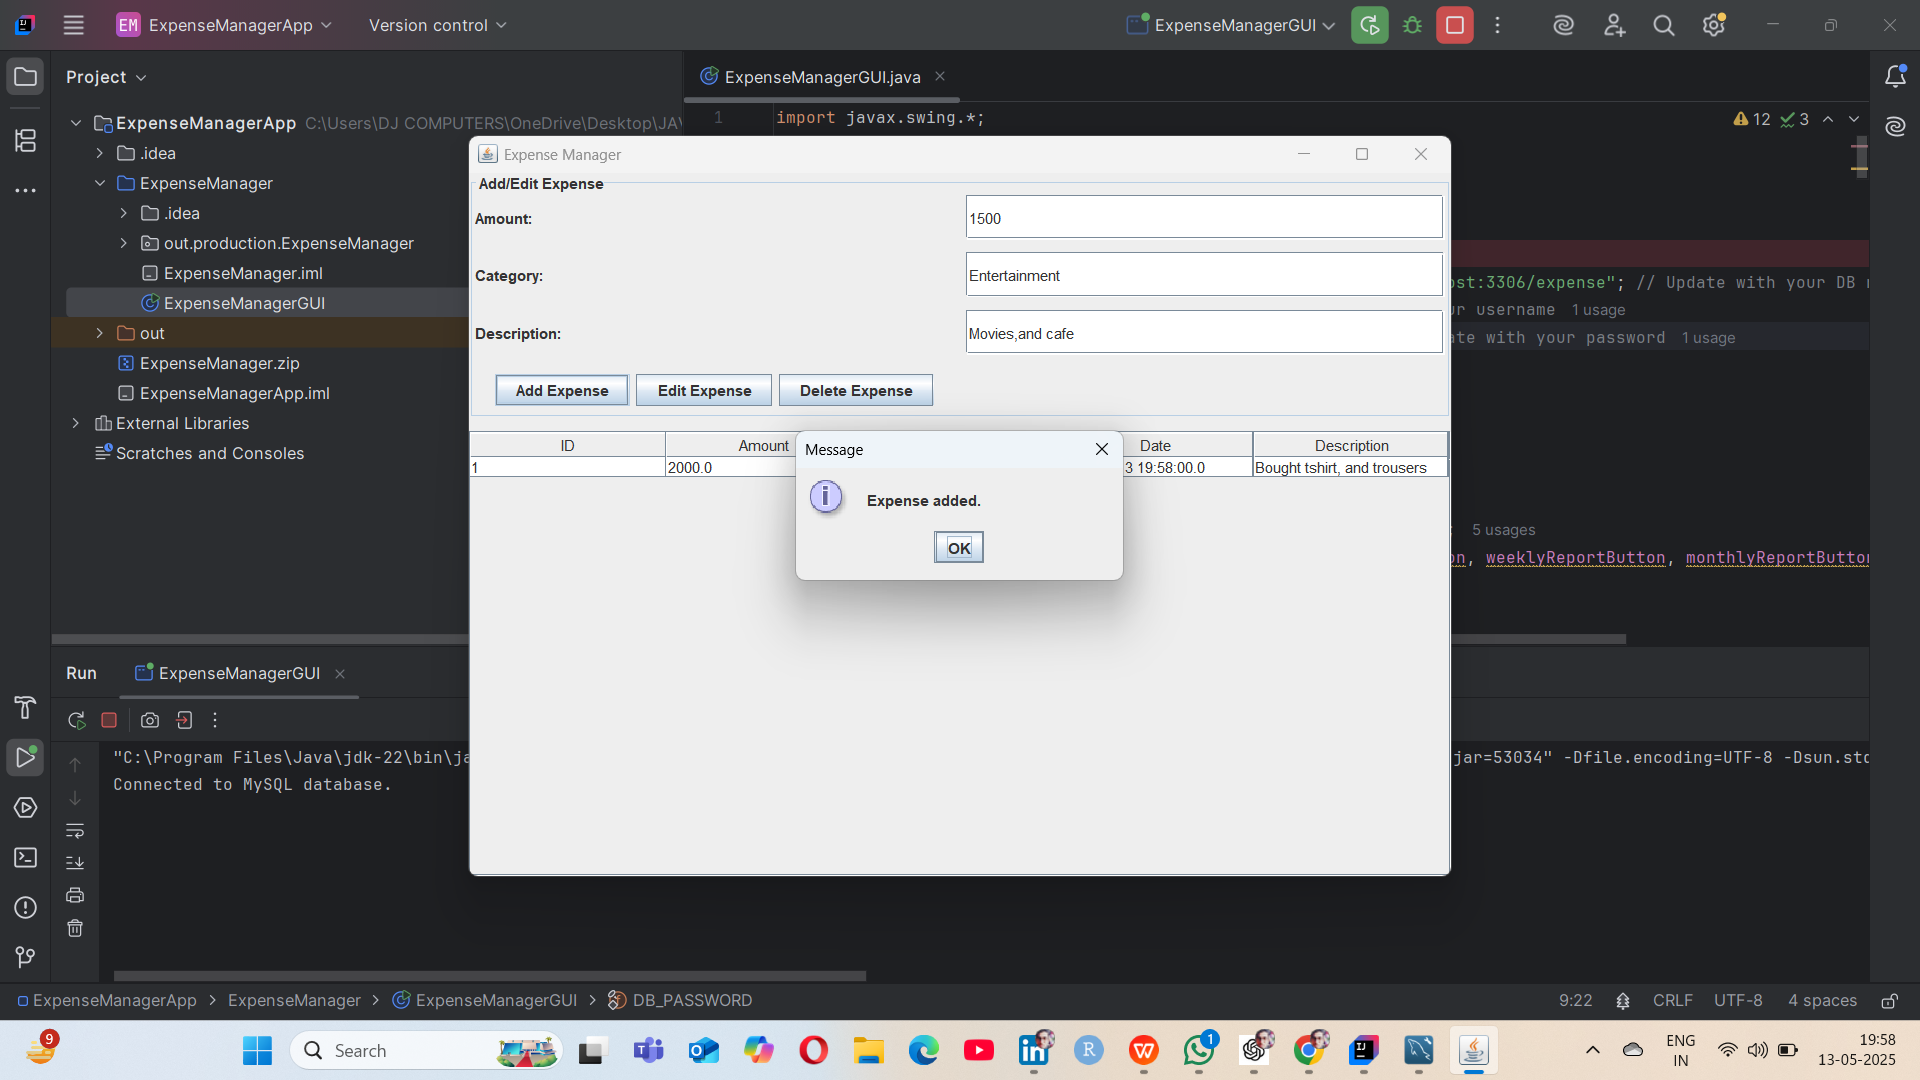 EM ExpenseManagerApp Version control ExpenseManagerGUI
Project
ExpenseManagerGUI.java
ExpenseManagerApp C:\Users\DJ COMPUTERS\OneDrive\Desktop\JAV
1 import javax.swing.*;
12 3
.idea
ExpenseManager
.idea
out.production.ExpenseManager
ExpenseManager.iml
ExpenseManagerGUI
out
ExpenseManager.zip
ExpenseManagerApp.iml
External Libraries
Scratches and Consoles
Expense Manager
Add/Edit Expense
Amount: 1500
Category: Entertainment
Description: Movies,and cafe
Add Expense Edit Expense Delete Expense
ID Amount Date Description
1 2000.0 3 19:58:00.0 Bought tshirt, and trousers
Message
Expense added.
OK
st:3306/expense"; // Update with your DB
username 1 usage
te with your password 1 usage
5 usages
n, weeklyReportButton, monthlyReportButton
Run ExpenseManagerGUI
"C:\Program Files\Java\jdk-22\bin\ja jar=53034" -Dfile.encoding=UTF-8 -Dsun.std
Connected to MySQL database.
ExpenseManagerApp > ExpenseManager > ExpenseManagerGUI > DB_PASSWORD
9:22 CRLF UTF-8 4 spaces
9
Search
1
ENG
IN
19:58
13-05-2025